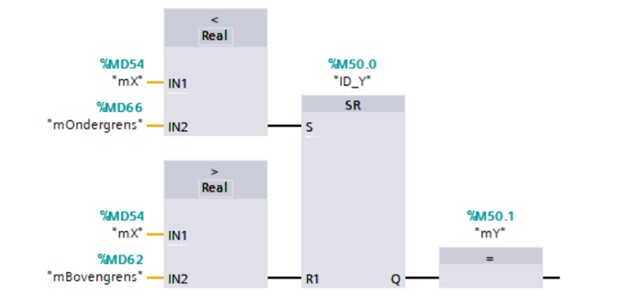 <
Real
%MD54
"mX"
IN1
%MD66
"mOndergrens"
IN2
%M50.0
"ID_Y"
SR
S
>
Real
%MD54
"mX"
IN1
%MD62
"mBovengrens"
IN2
R1
Q
%M50.1
"mY"
=